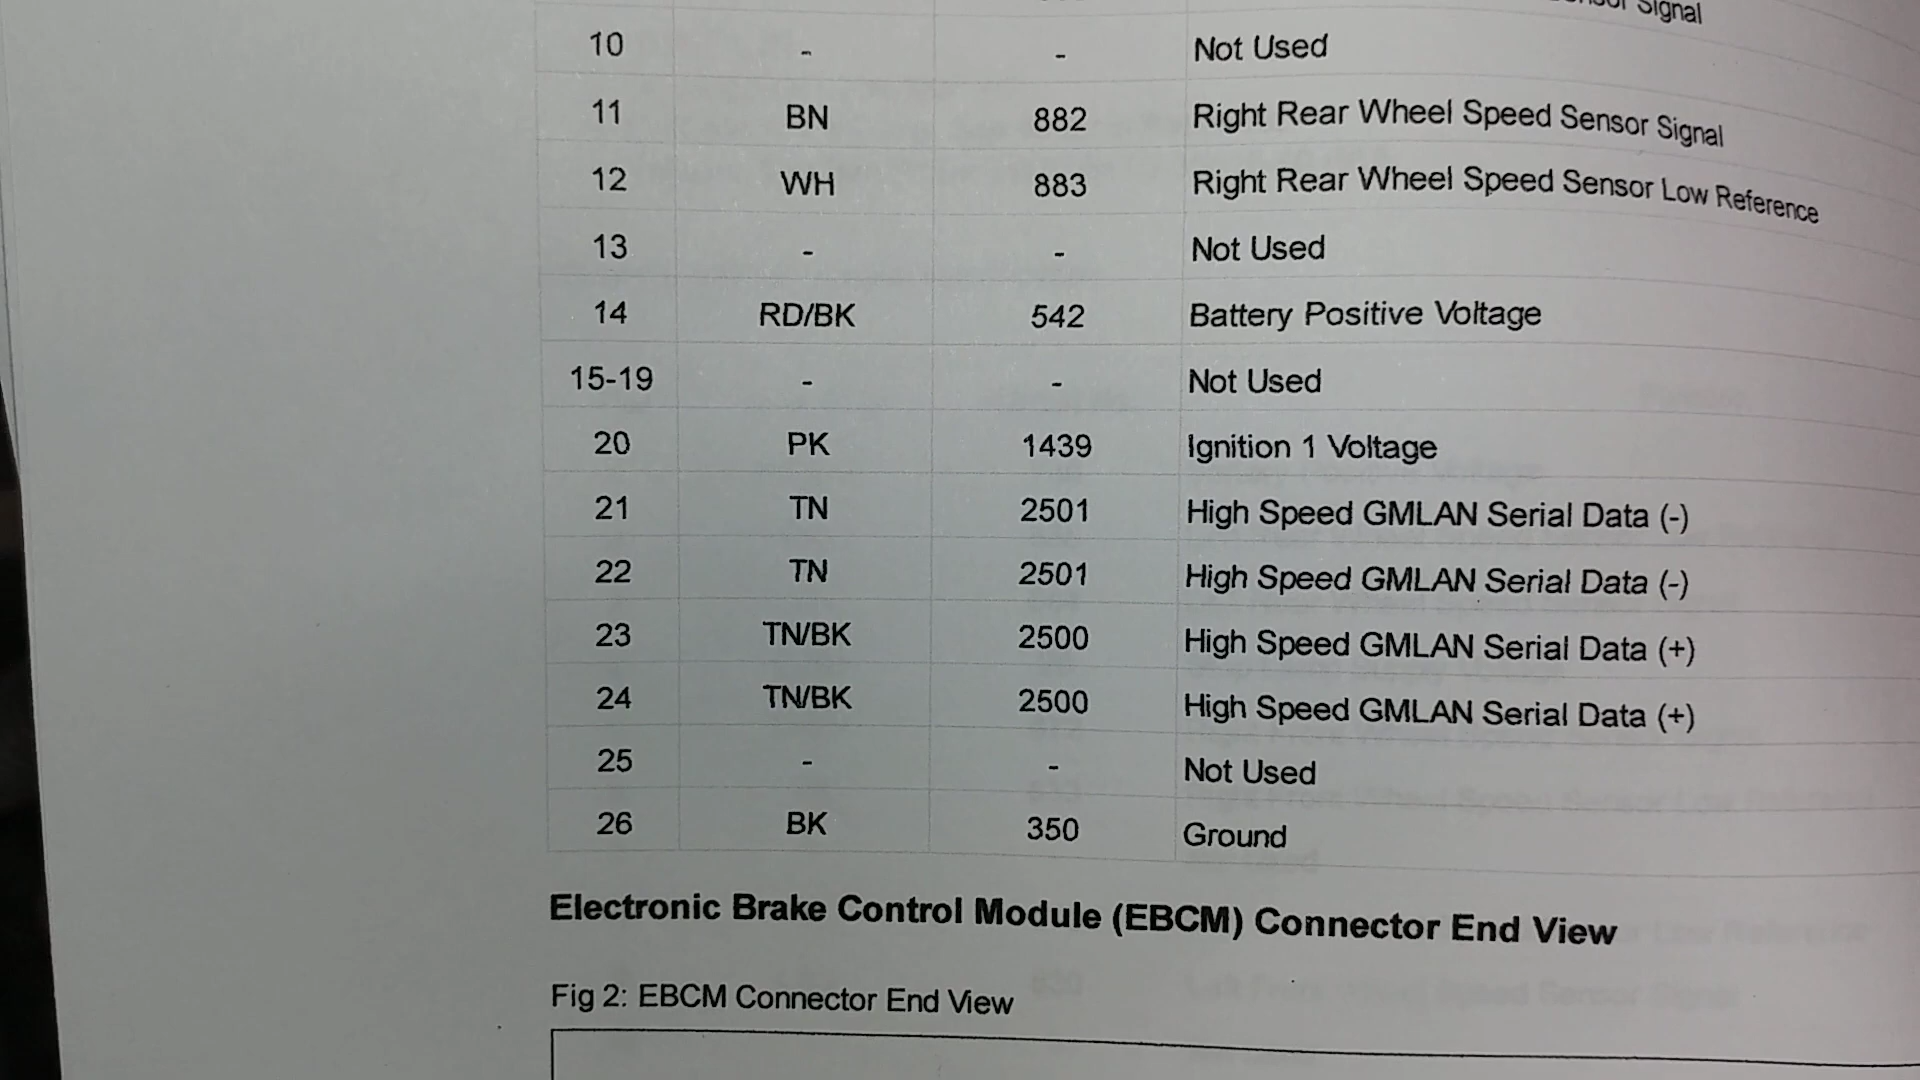 Signal
10 - - Not Used
11 BN 882 Right Rear Wheel Speed Sensor Signal
12 WH 883 Right Rear Wheel Speed Sensor Low Reference
13 - - Not Used
14 RD/BK 542 Battery Positive Voltage
15-19 - - Not Used
20 PK 1439 Ignition 1 Voltage
21 TN 2501 High Speed GMLAN Serial Data (-)
22 TN 2501 High Speed GMLAN Serial Data (-)
23 TN/BK 2500 High Speed GMLAN Serial Data (+)
24 TN/BK 2500 High Speed GMLAN Serial Data (+)
25 - - Not Used
26 BK 350 Ground
Electronic Brake Control Module (EBCM) Connector End View
Fig 2: EBCM Connector End View